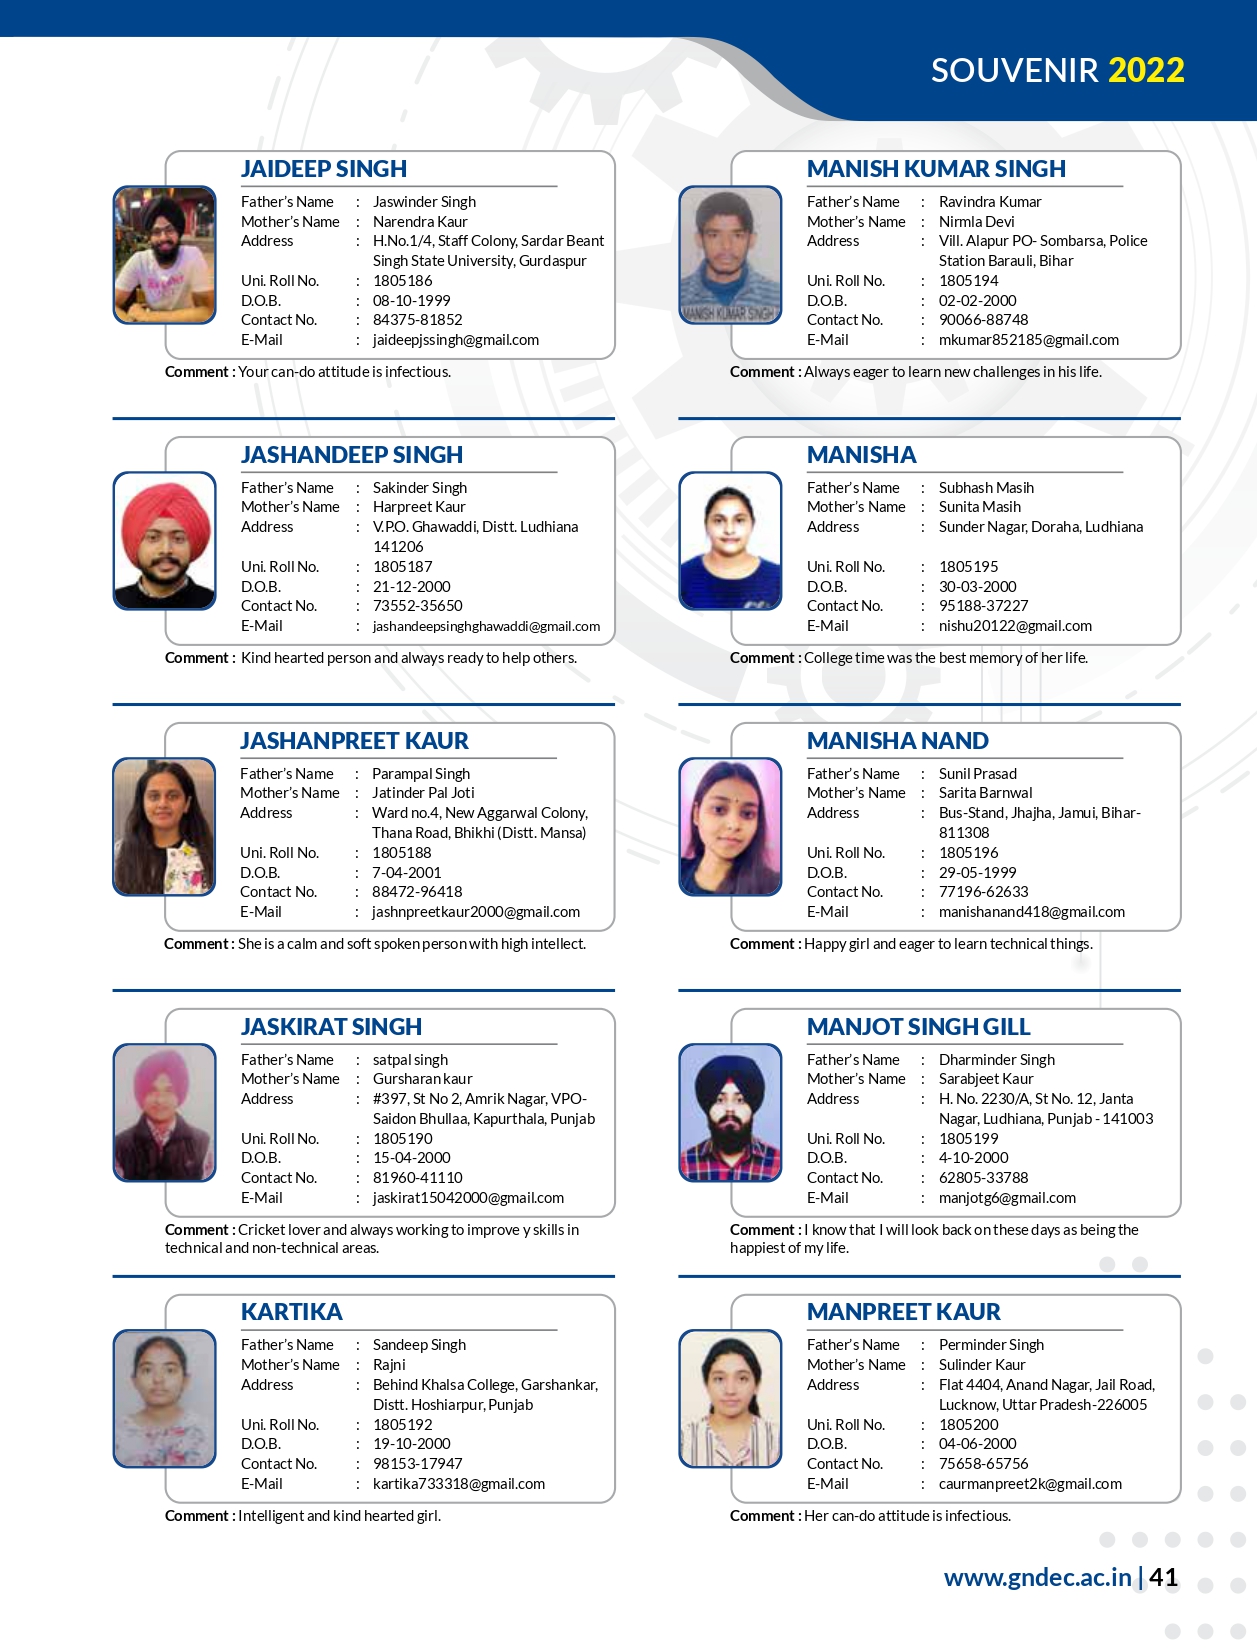 SOUVENIR 2022
JAIDEEP SINGH
Father's Name : Jaswinder Singh
Mother's Name : Narendra Kaur
Address : H.No.1/4, Staff Colony, Sardar Beant
Singh State University, Gurdaspur
Uni. Roll No. : 1805186
D.O.B. : 08-10-1999
Contact No. : 84375-81852
E-Mail : jaideepjssingh@gmail.com
Comment : Your can-do attitude is infectious.
JASHANDEEP SINGH
Father's Name : Sakinder Singh
Mother's Name : Harpreet Kaur
Address : V.P.O. Ghawaddi, Distt. Ludhiana
141206
Uni. Roll No. : 1805187
D.O.B. : 21-12-2000
Contact No. : 73552-35650
E-Mail : jashandeepsinghghawaddi@gmail.com
Comment : Kind hearted person and always ready to help others.
JASHANPREET KAUR
Father's Name : Parampal Singh
Mother's Name : Jatinder Pal Joti
Address : Ward no.4, New Aggarwal Colony,
Thana Road, Bhikhi (Distt. Mansa)
Uni. Roll No. : 1805188
D.O.B. : 7-04-2001
Contact No. : 88472-96418
E-Mail : jashnpreetkaur2000@gmail.com
Comment : She is a calm and soft spoken person with high intellect.
JASKIRAT SINGH
Father's Name : satpal singh
Mother's Name : Gursharan kaur
Address : #397, St No 2, Amrik Nagar, VPO-
Saidon Bhullaa, Kapurthala, Punjab
Uni. Roll No. : 1805190
D.O.B. : 15-04-2000
Contact No. : 81960-41110
E-Mail : jaskirat15042000@gmail.com
Comment : Cricket lover and always working to improve y skills in
technical and non-technical areas.
KARTIKA
Father's Name : Sandeep Singh
Mother's Name : Rajni
Address : Behind Khalsa College, Garshankar,
Distt. Hoshiarpur, Punjab
Uni. Roll No. : 1805192
D.O.B. : 19-10-2000
Contact No. : 98153-17947
E-Mail : kartika733318@gmail.com
Comment : Intelligent and kind hearted girl.
MANISH KUMAR SINGH
Father's Name : Ravindra Kumar
Mother's Name : Nirmla Devi
Address : Vill. Alapur PO- Sombarsa, Police
Station Barauli, Bihar
Uni. Roll No. : 1805194
D.O.B. : 02-02-2000
Contact No. : 90066-88748
E-Mail : mkumar852185@gmail.com
MANISH KUMAR SINGH
Comment : Always eager to learn new challenges in his life.
MANISHA
Father's Name : Subhash Masih
Mother's Name : Sunita Masih
Address : Sunder Nagar, Doraha, Ludhiana
Uni. Roll No. : 1805195
D.O.B. : 30-03-2000
Contact No. : 95188-37227
E-Mail : nishu20122@gmail.com
Comment : College time was the best memory of her life.
MANISHA NAND
Father's Name : Sunil Prasad
Mother's Name : Sarita Barnwal
Address : Bus-Stand, Jhajha, Jamui, Bihar-
811308
Uni. Roll No. : 1805196
D.O.B. : 29-05-1999
Contact No. : 77196-62633
E-Mail : manishanand418@gmail.com
Comment : Happy girl and eager to learn technical things.
MANJOT SINGH GILL
Father's Name : Dharminder Singh
Mother's Name : Sarabjeet Kaur
Address : H. No. 2230/A, St No. 12, Janta
Nagar, Ludhiana, Punjab - 141003
Uni. Roll No. : 1805199
D.O.B. : 4-10-2000
Contact No. : 62805-33788
E-Mail : manjotg6@gmail.com
Comment : I know that I will look back on these days as being the
happiest of my life.
MANPREET KAUR
Father's Name : Perminder Singh
Mother's Name : Sulinder Kaur
Address : Flat 4404, Anand Nagar, Jail Road,
Lucknow, Uttar Pradesh-226005
Uni. Roll No. : 1805200
D.O.B. : 04-06-2000
Contact No. : 75658-65756
E-Mail : caurmanpreet2k@gmail.com
Comment : Her can-do attitude is infectious.
www.gndec.ac.in | 41